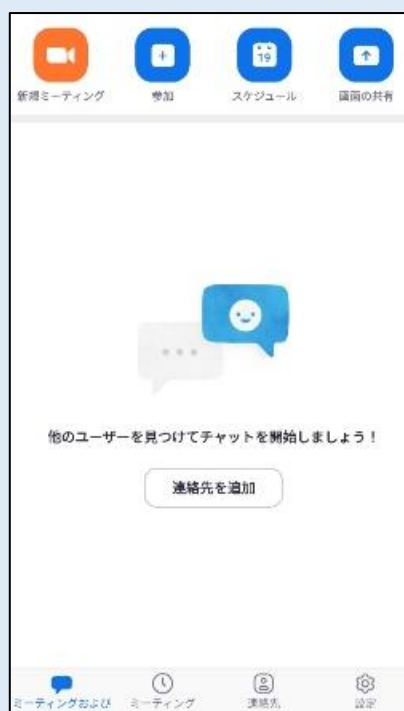 新規ミーティング
参加
19
スケジュール
画面の共有
他のユーザーを見つけてチャットを開始しましょう！
連絡先を追加
ミーティングおよび
ミーティング
連絡先
設定